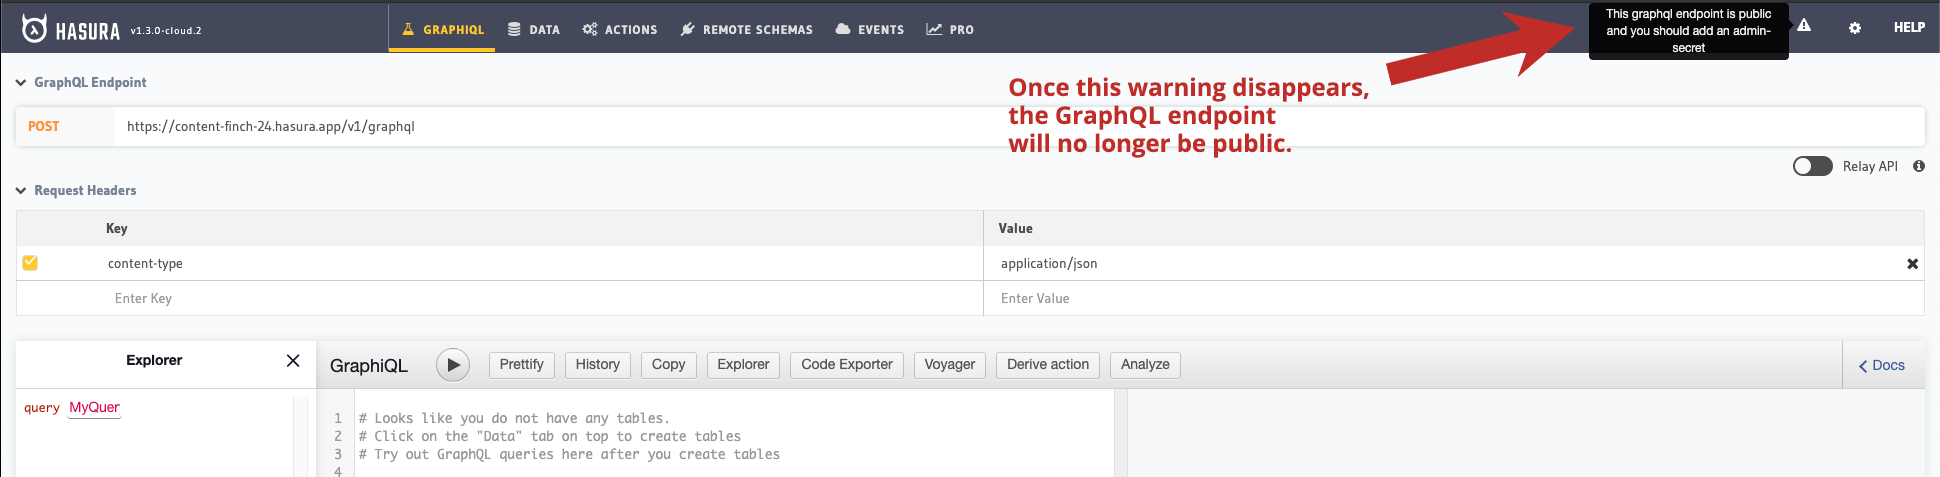 HASURA v1.3.0-cloud.2 GRAPHIQL DATA ACTIONS REMOTE SCHEMAS EVENTS PRO HELP
This graphql endpoint is public
and you should add an admin-
secret
GraphQL Endpoint
Once this warning disappears,
the GraphQL endpoint
will no longer be public.
POST https://content-finch-24.hasura.app/v1/graphql
Relay API
Request Headers
Key Value
content-type application/json
Enter Key Enter Value
Explorer
GraphiQL Prettify History Copy Explorer Code Exporter Voyager Derive action Analyze Docs
query MyQuer
1 # Looks like you do not have any tables.
2 # Click on the "Data" tab on top to create tables
3 # Try out GraphQL queries here after you create tables
4